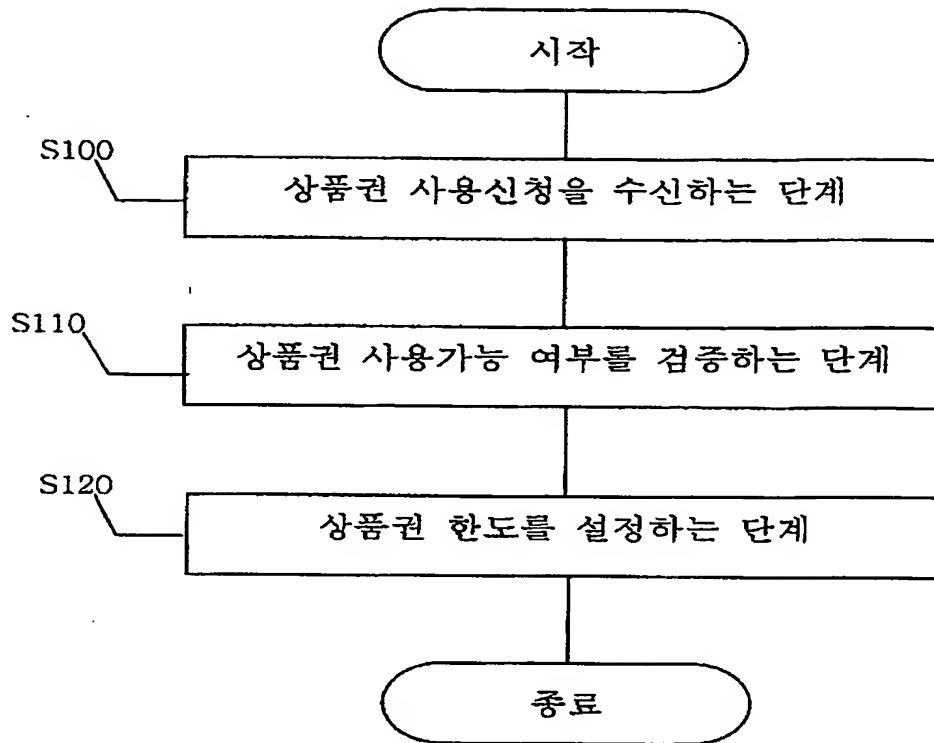 시작
S100
상품권 사용신청을 수신하는 단계
S110
상품권 사용가능 여부를 검증하는 단계
S120
상품권 한도를 설정하는 단계
종료